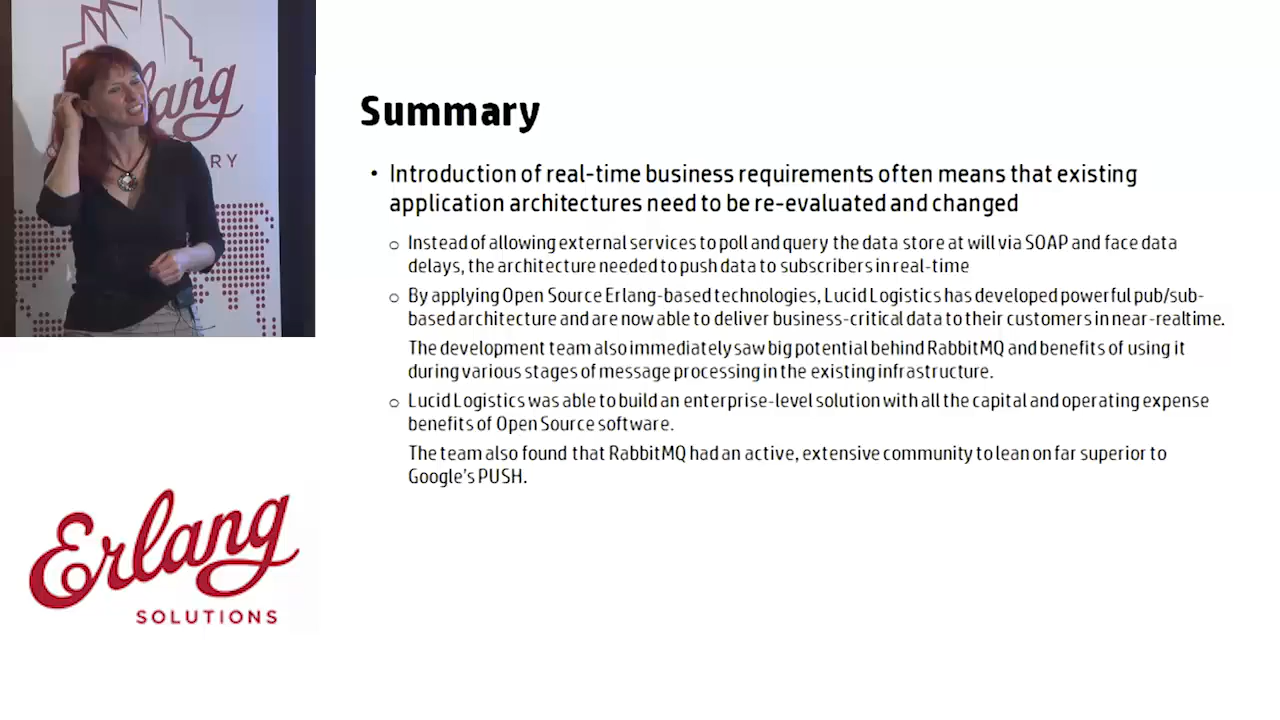 Erlang
RY
Summary
• Introduction of real-time business requirements often means that existing
application architectures need to be re-evaluated and changed
o Instead of allowing external services to poll and query the data store at will via SOAP and face data
delays, the architecture needed to push data to subscribers in real-time
o By applying Open Source Erlang-based technologies, Lucid Logistics has developed powerful pub/sub-
based architecture and are now able to deliver business-critical data to their customers in near-realtime.
The development team also immediately saw big potential behind RabbitMQ and benefits of using it
during various stages of message processing in the existing infrastructure.
o Lucid Logistics was able to build an enterprise-level solution with all the capital and operating expense
benefits of Open Source software.
The team also found that RabbitMQ had an active, extensive community to lean on far superior to
Google's PUSH.
Erlang
SOLUTIONS